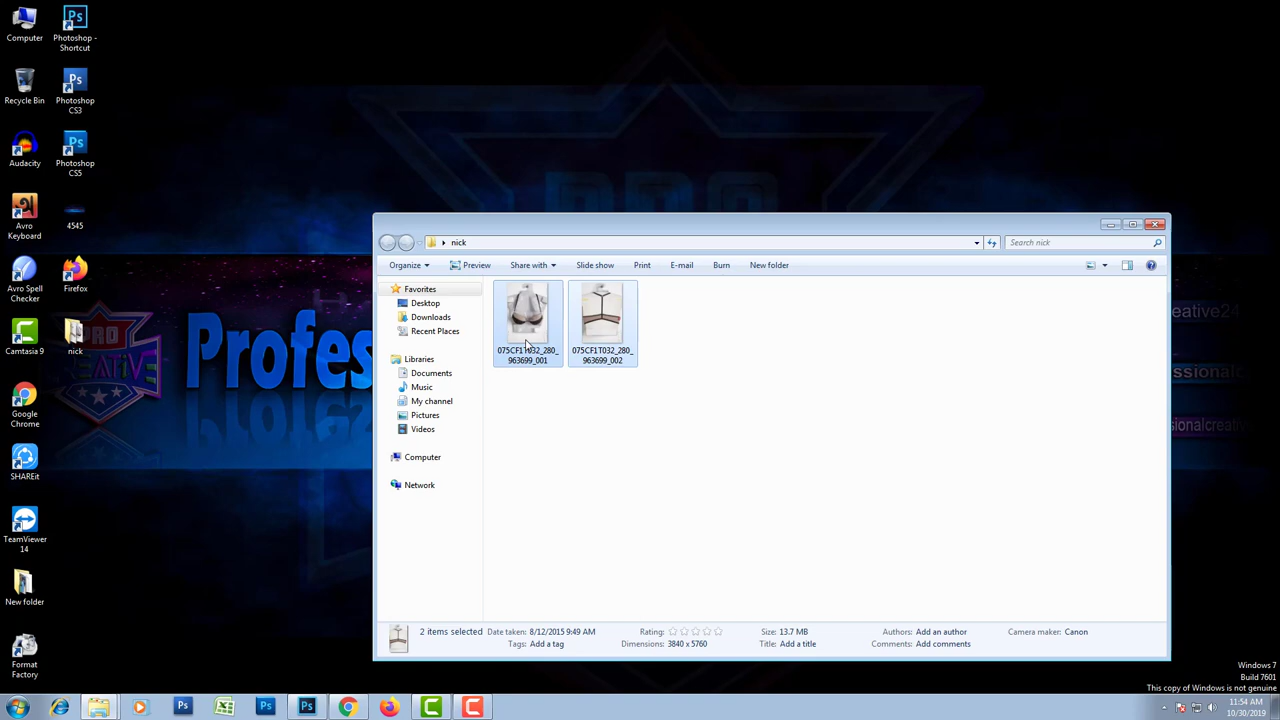 Computer
Photoshop -
Shortcut
Recycle Bin
Photoshop
CS3
Audacity
Photoshop
CS5
Avro
Keyboard
4545
Avro Spell
Checker
Firefox
Camtasia 9
nick
Google
Chrome
SHAREit
TeamViewer
14
New folder
Format
Factory
PRO
CREATIVE
Profes
nick
Search nick
Organize
Preview
Share with
Slide show
Print
E-mail
Burn
New folder
Favorites
Desktop
Downloads
Recent Places
Libraries
Documents
Music
My channel
Pictures
Videos
Computer
Network
075CF1T032_280_
963699_001
075CF1T032_280_
963699_002
2 items selected
Date taken: 8/12/2015 9:49 AM
Tags: Add a tag
Rating:
Dimensions: 3840 x 5760
Size: 13.7 MB
Title: Add a title
Authors: Add an author
Comments: Add comments
Camera maker: Canon
Windows 7
Build 7601
This copy of Windows is not genuine
11:54 AM
10/30/2019